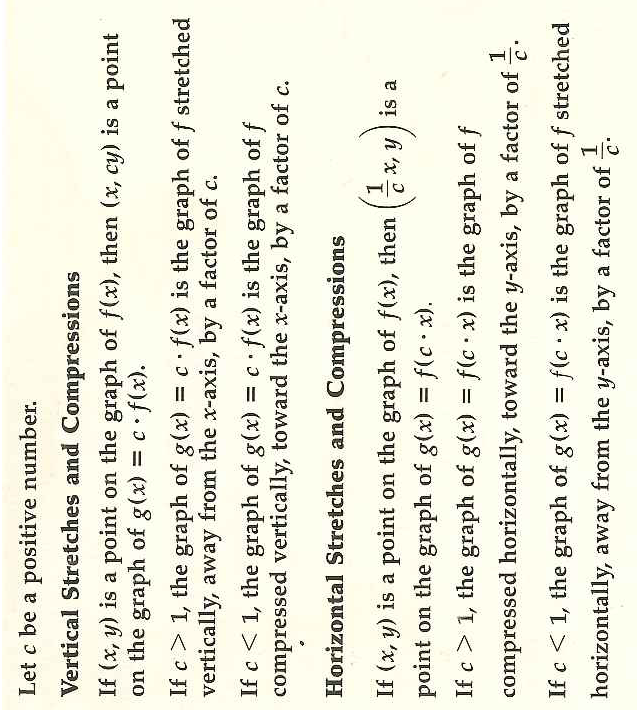 Let c be a positive number.
Vertical Stretches and Compressions
If (x, y) is a point on the graph of f(x), then (x, cy) is a point
on the graph of g(x) = c · f(x).
If c > 1, the graph of g(x) = c · f(x) is the graph of f stretched
vertically, away from the x-axis, by a factor of c.
If c < 1, the graph of g(x) = c · f(x) is the graph of f
compressed vertically, toward the x-axis, by a factor of c.
Horizontal Stretches and Compressions
If (x, y) is a point on the graph of f(x), then (1/c x, y) is a
point on the graph of g(x) = f(c · x).
If c > 1, the graph of g(x) = f(c · x) is the graph of f
compressed horizontally, toward the y-axis, by a factor of 1/c.
If c < 1, the graph of g(x) = f(c · x) is the graph of f stretched
horizontally, away from the y-axis, by a factor of 1/c.